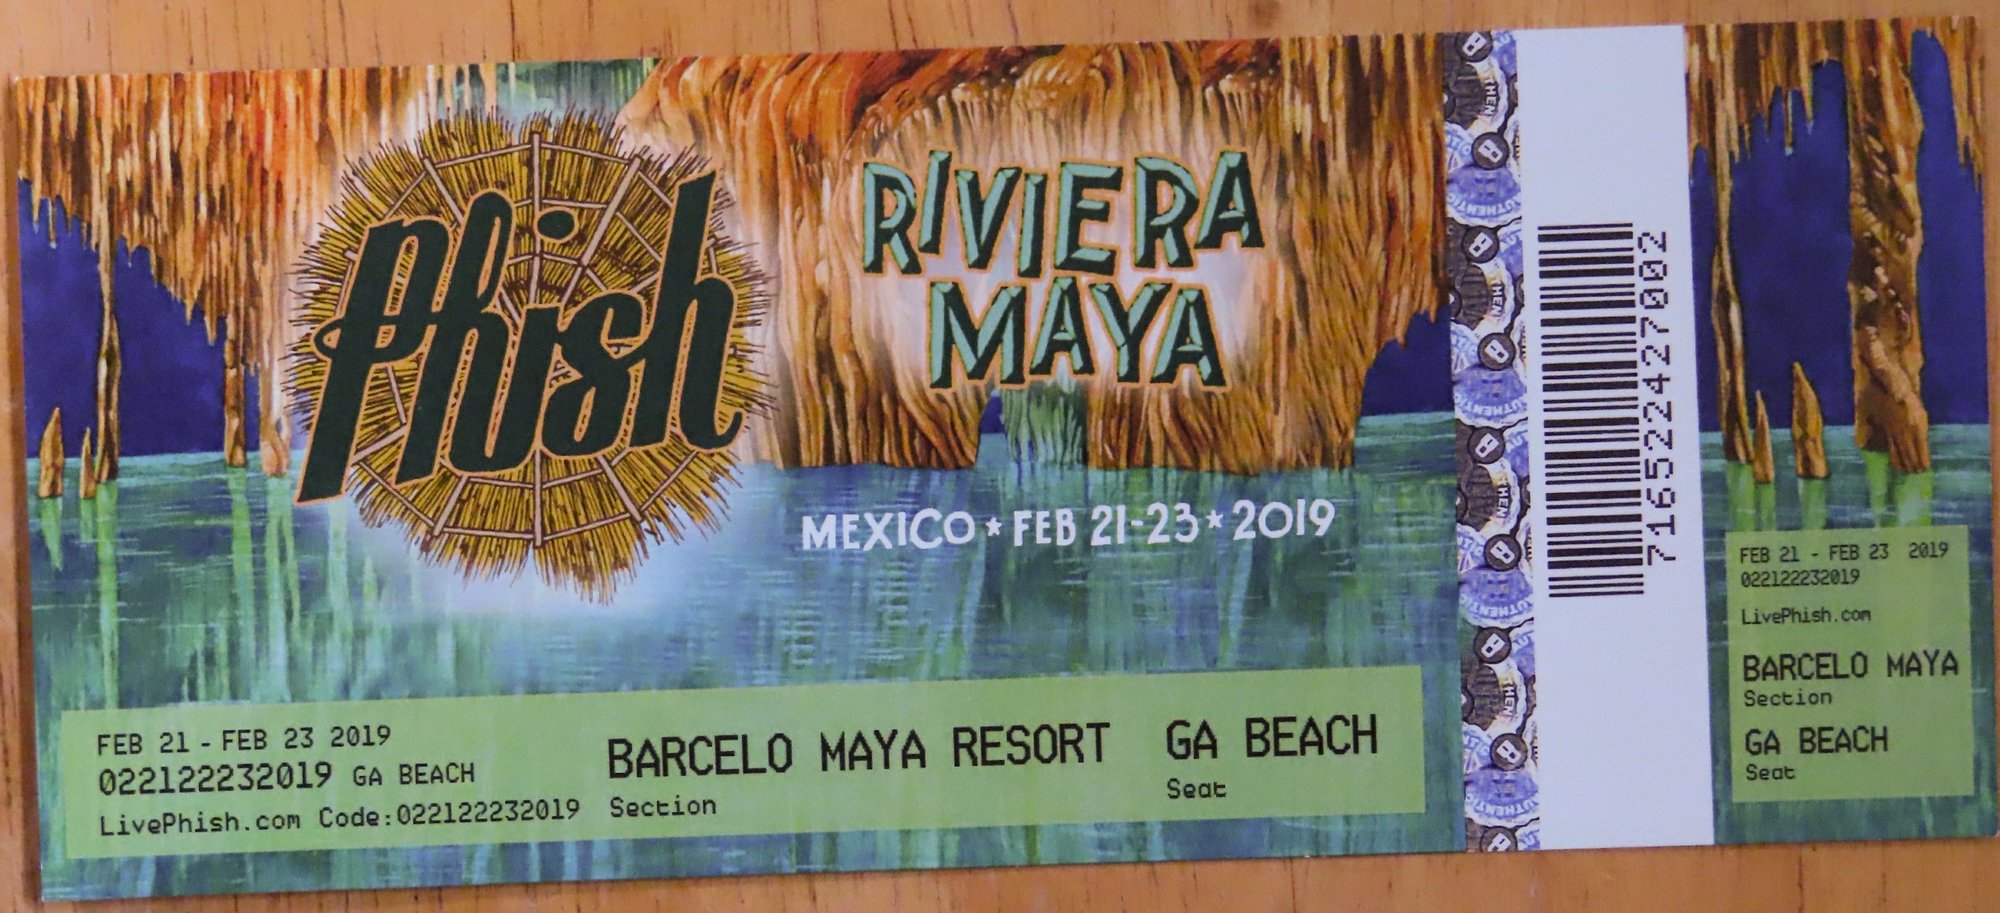 Phish
RIVIERA
MAYA
MEXICO * FEB 21-23 * 2019
FEB 21 - FEB 23 2019
022122232019 GA BEACH
LivePhish.com Code:022122232019
BARCELO MAYA RESORT
Section
GA BEACH
Seat
716522427002
FEB 21 - FEB 23 2019
022122232019
LivePhish.com
BARCELO MAYA
Section
GA BEACH
Seat